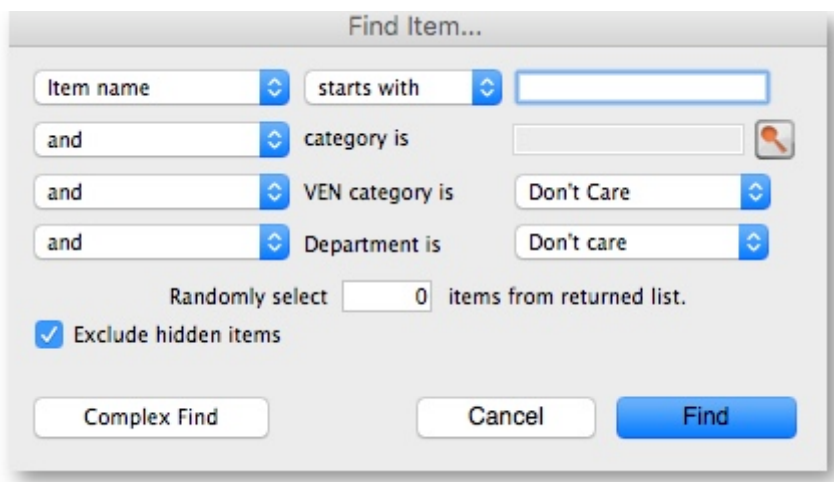 Find Item...
Item name starts with
and category is
and VEN category is Don't Care
and Department is Don't care
Randomly select 0 items from returned list.
Exclude hidden items
Complex Find Cancel Find